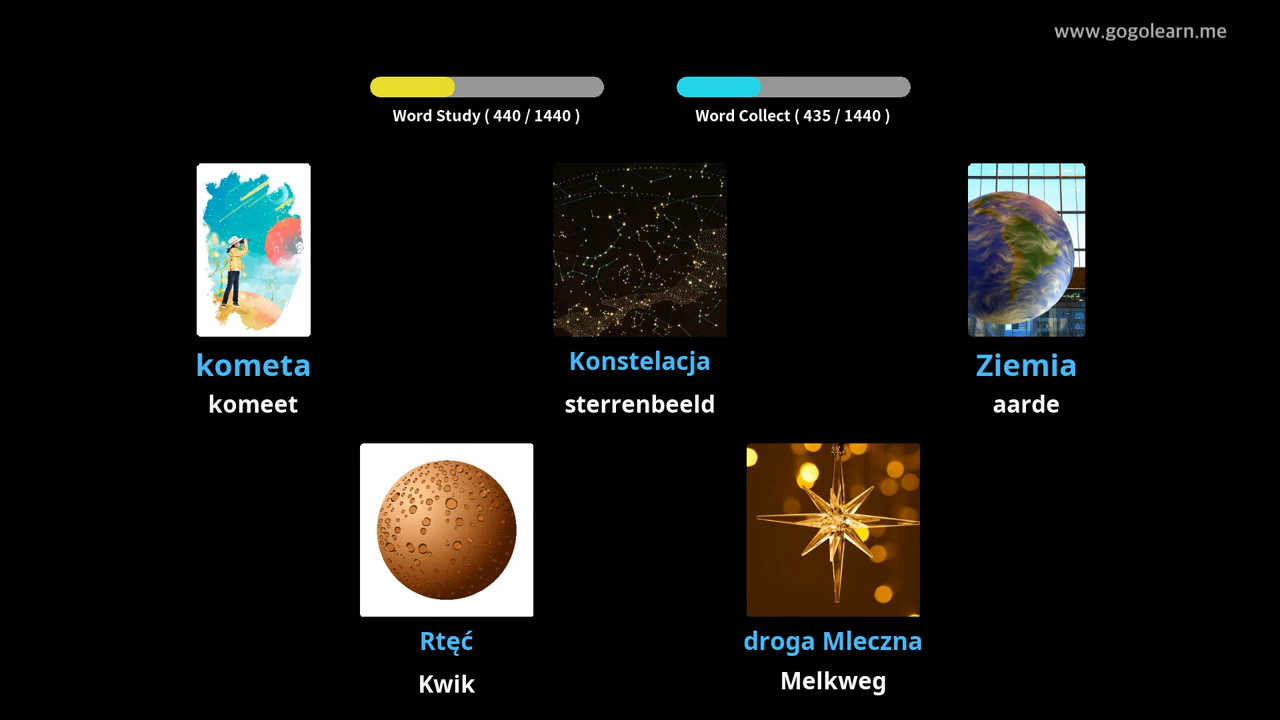 www.gogolearn.me
Word Study ( 440 / 1440 )
Word Collect ( 435 / 1440 )
kometa
komeet
Konstelacja
sterrenbeeld
Ziemia
aarde
Rtęć
Kwik
droga Mleczna
Melkweg